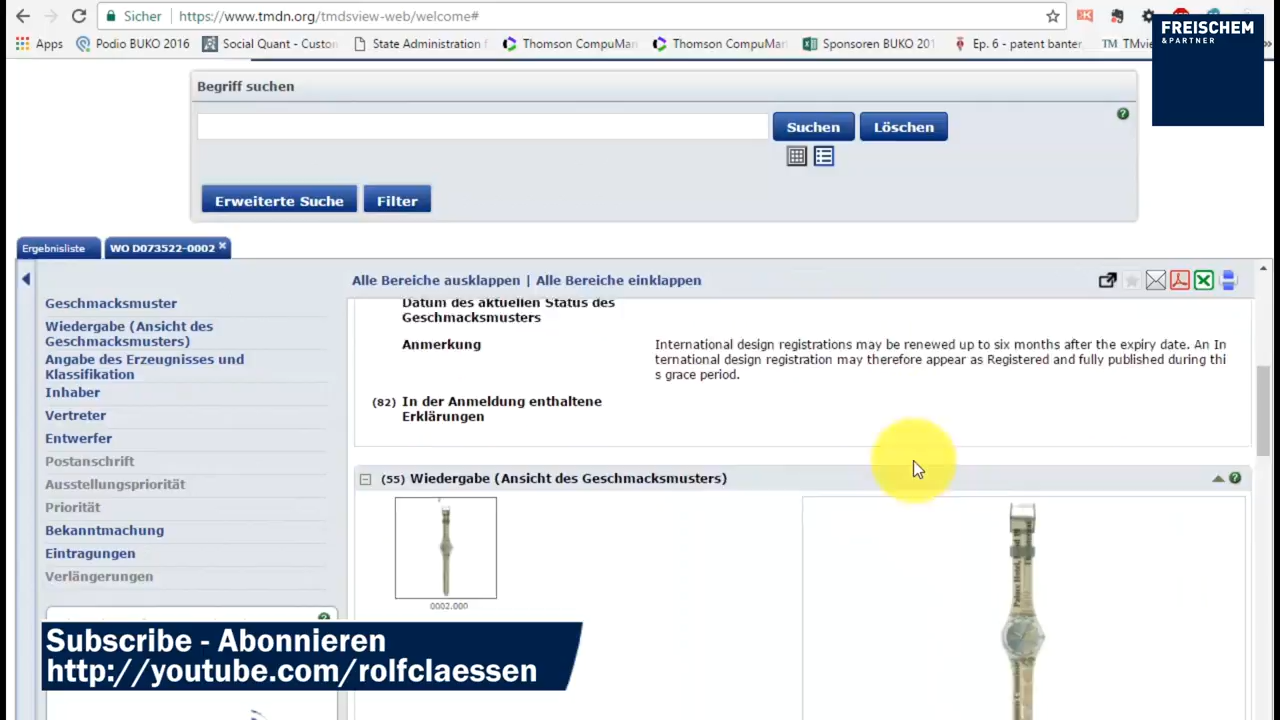 Sicher https://www.tmdn.org/tmdsview-web/welcome#
Apps Podio BUKO 2016 Social Quant - Custon State Administration Thomson CompuMar Thomson CompuMar Sponsoren BUKO 201 Ep. 6 - patent banter TM TMvie »
FREISCHEM
& PARTNER
Begriff suchen
Suchen Löschen
Erweiterte Suche Filter
Ergebnisliste WO D073522-0002 x
Alle Bereiche ausklappen | Alle Bereiche einklappen
Geschmacksmuster
Wiedergabe (Ansicht des
Geschmacksmusters)
Angabe des Erzeugnisses und
Klassifikation
Inhaber
Vertreter
Entwerfer
Postanschrift
Ausstellungspriorität
Priorität
Bekanntmachung
Eintragungen
Verlängerungen
Datum des aktuellen Status des
Geschmacksmusters
Anmerkung
International design registrations may be renewed up to six months after the expiry date. An In
ternational design registration may therefore appear as Registered and fully published during thi
s grace period.
(82) In der Anmeldung enthaltene
Erklärungen
(55) Wiedergabe (Ansicht des Geschmacksmusters)
0002.000
Subscribe - Abonnieren
http://youtube.com/rolfclaessen